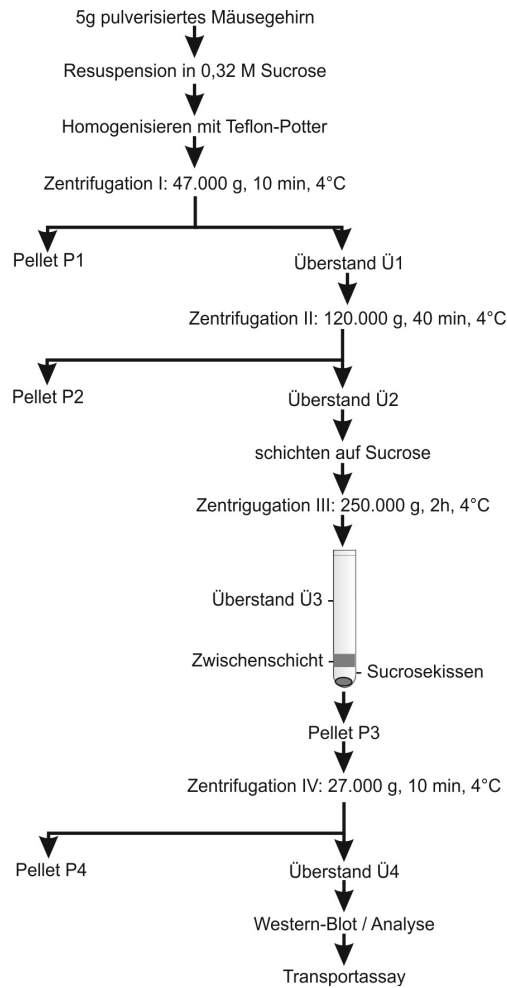 5g pulverisiertes Mäusegehirn
Resuspension in 0,32 M Sucrose
Homogenisieren mit Teflon-Potter
Zentrifugation I: 47.000 g, 10 min, 4°C
Pellet P1
Überstand Ü1
Zentrifugation II: 120.000 g, 40 min, 4°C
Pellet P2
Überstand Ü2
schichten auf Sucrose
Zentrigugation III: 250.000 g, 2h, 4°C
Überstand Ü3
Zwischenschicht
Sucrosekissen
Pellet P3
Zentrifugation IV: 27.000 g, 10 min, 4°C
Pellet P4
Überstand Ü4
Western-Blot / Analyse
Transportassay